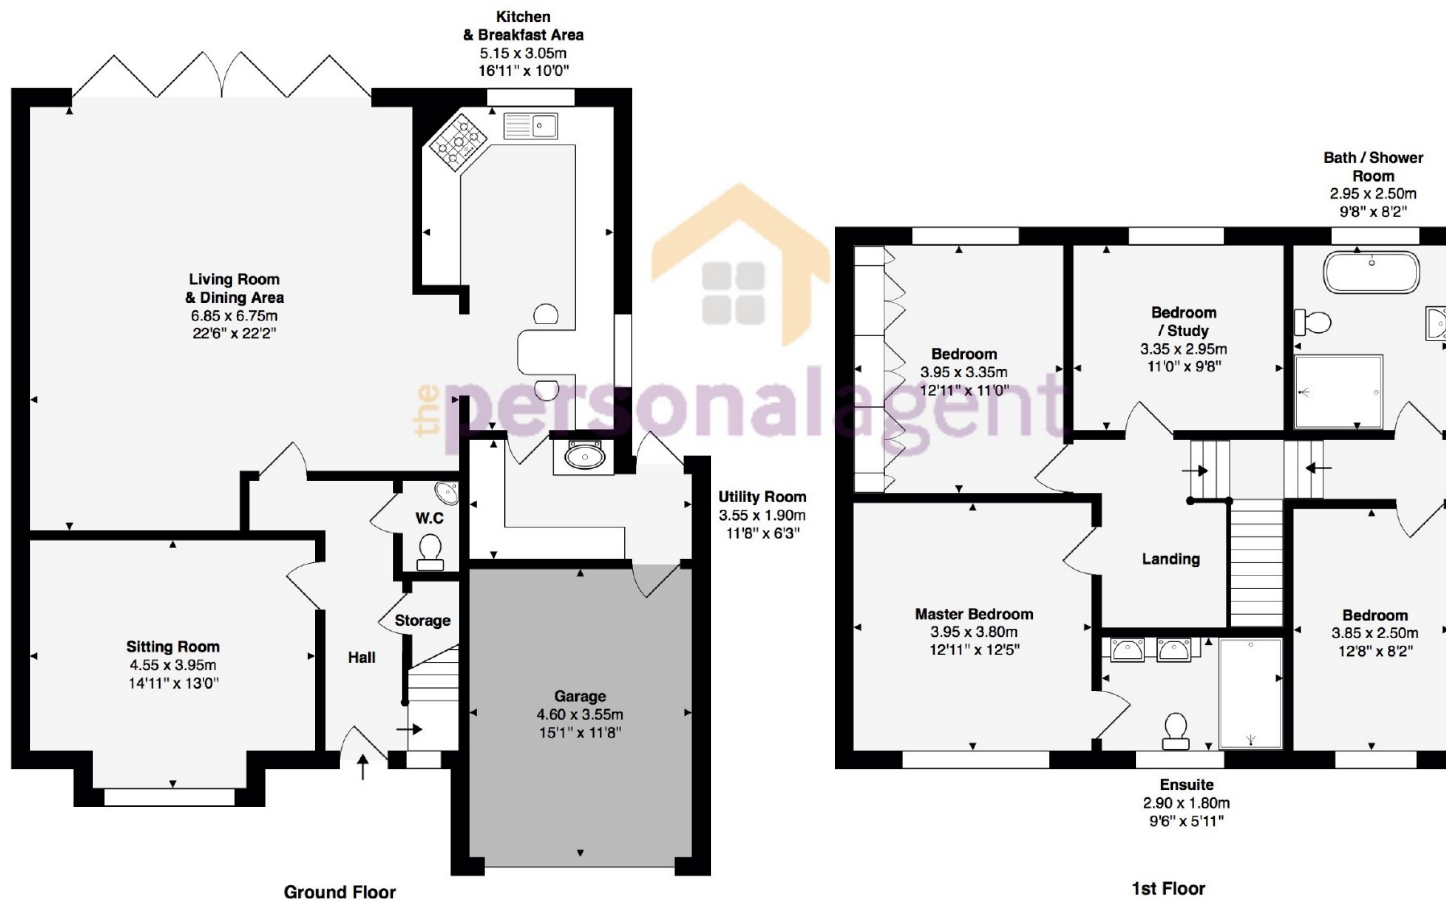 Kitchen
& Breakfast Area
5.15 x 3.05m
16'11" x 10'0"
Living Room
& Dining Area
6.85 x 6.75m
22'6" x 22'2"
W.C
Utility Room
3.55 x 1.90m
11'8" x 6'3"
Storage
Hall
Sitting Room
4.55 x 3.95m
14'11" x 13'0"
Garage
4.60 x 3.55m
15'1" x 11'8"
Ground Floor
the personalagent
Bath / Shower
Room
2.95 x 2.50m
9'8" x 8'2"
Bedroom
/ Study
3.35 x 2.95m
11'0" x 9'8"
Bedroom
3.95 x 3.35m
12'11" x 11'0"
Landing
Master Bedroom
3.95 x 3.80m
12'11" x 12'5"
Bedroom
3.85 x 2.50m
12'8" x 8'2"
Ensuite
2.90 x 1.80m
9'6" x 5'11"
1st Floor